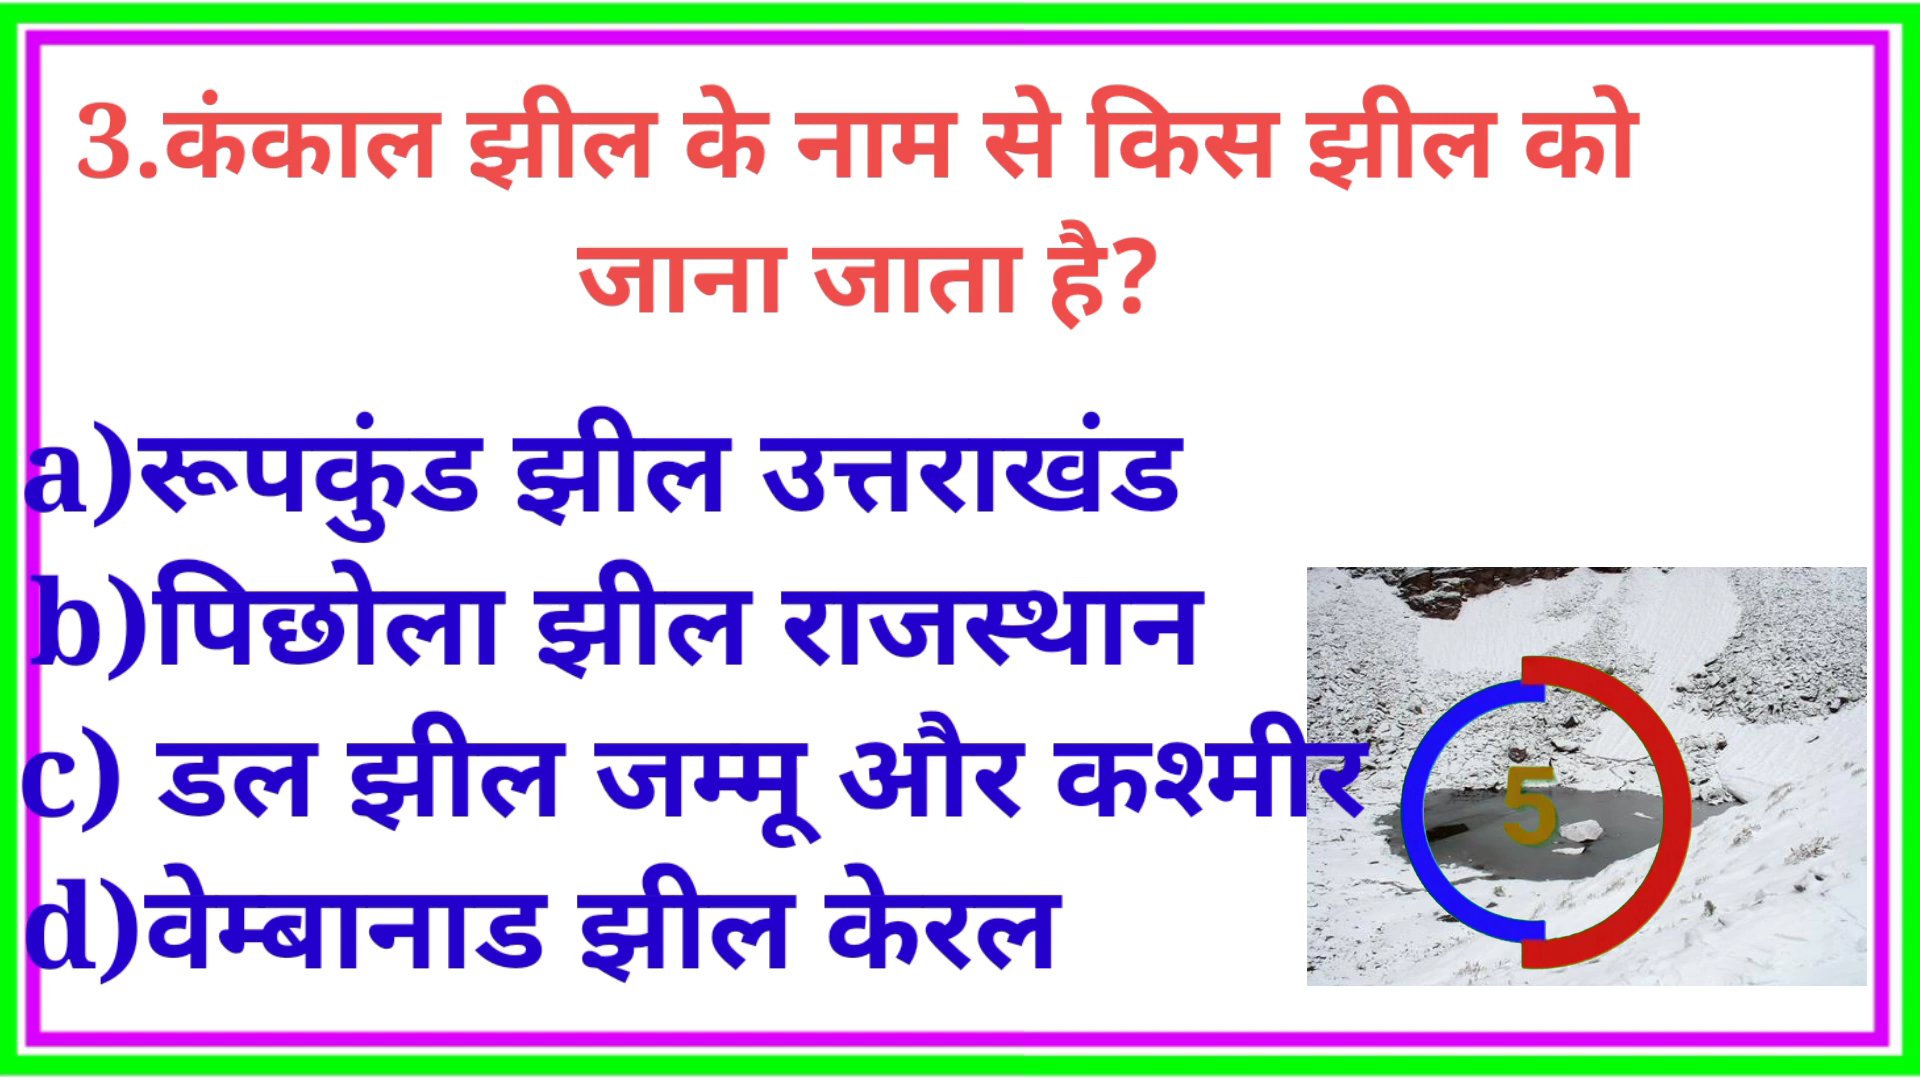 3.कंकाल झील के नाम से किस झील को
जाना जाता है?
a)रूपकुंड झील उत्तराखंड
b)पिछोला झील राजस्थान
c) डल झील जम्मू और कश्मीर
d)वेम्बानाड झील केरल
5